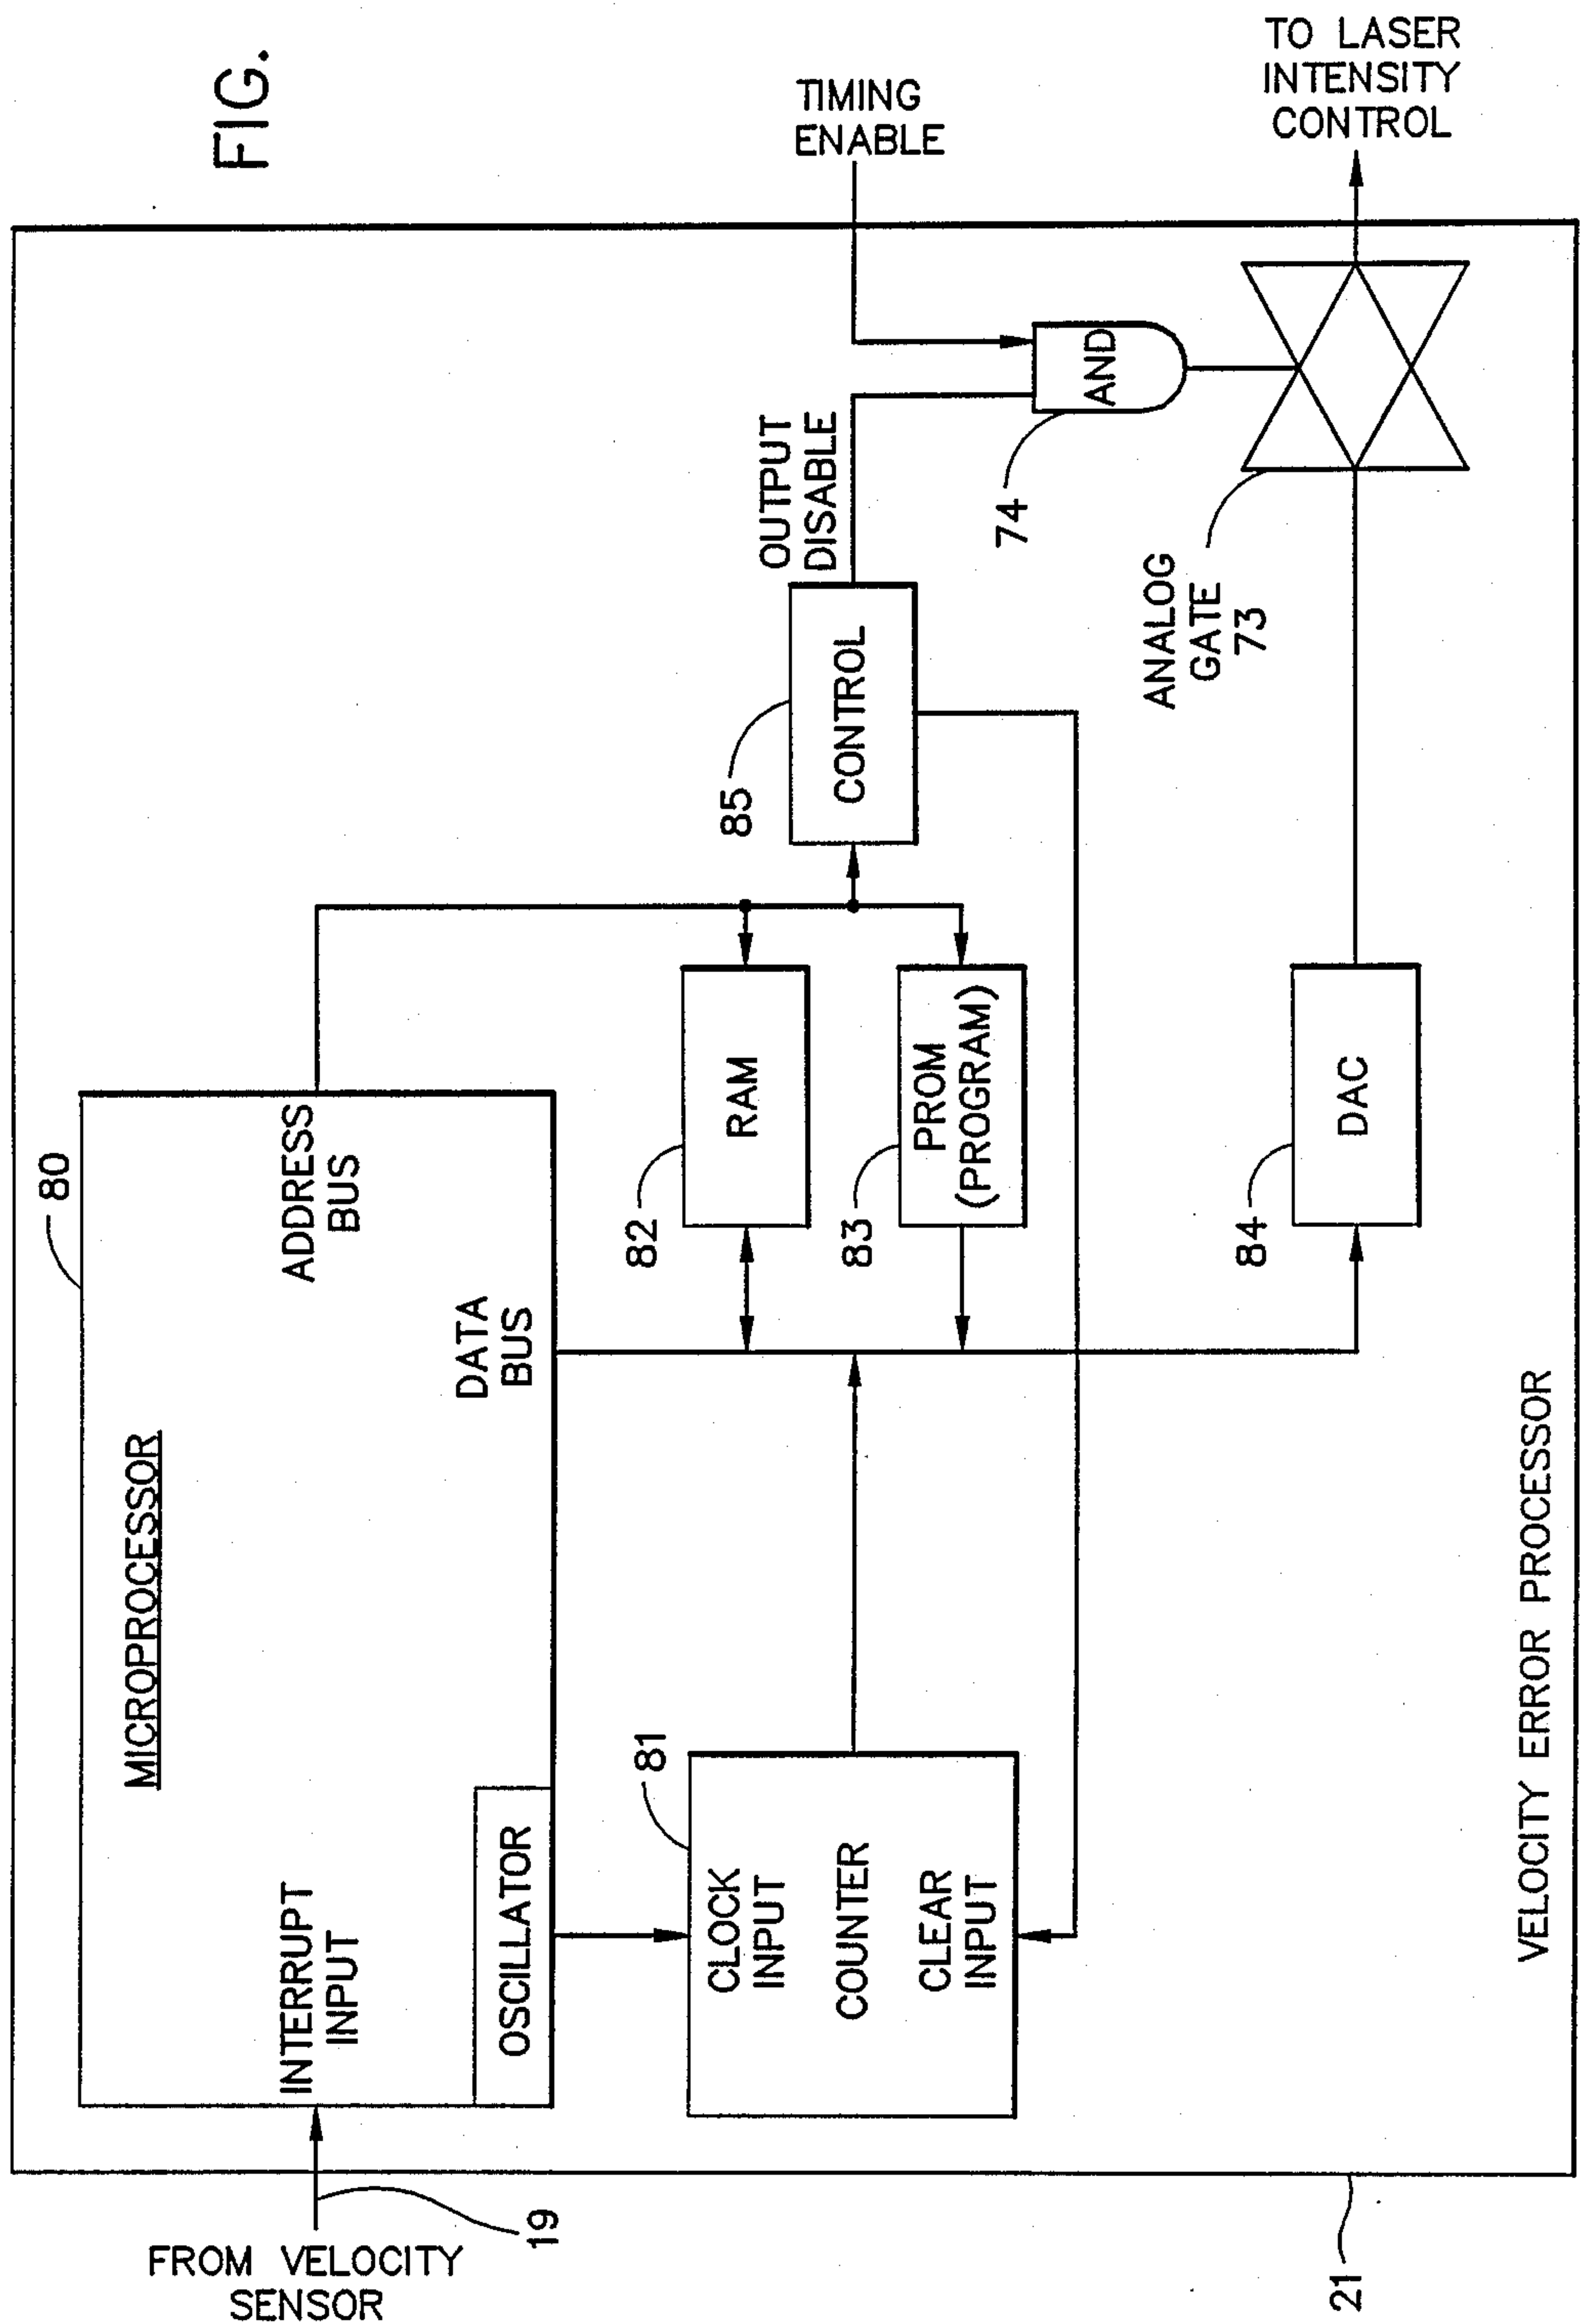 FIG.
80
MICROPROCESSOR
INTERRUPT
INPUT
ADDRESS
BUS
DATA
BUS
OSCILLATOR
FROM VELOCITY
SENSOR
19
81
CLOCK
INPUT
COUNTER
CLEAR
INPUT
82
RAM
83
PROM
(PROGRAM)
85
CONTROL
OUTPUT
DISABLE
TIMING
ENABLE
74
AND
ANALOG
GATE
73
84
DAC
TO LASER
INTENSITY
CONTROL
VELOCITY ERROR PROCESSOR
21